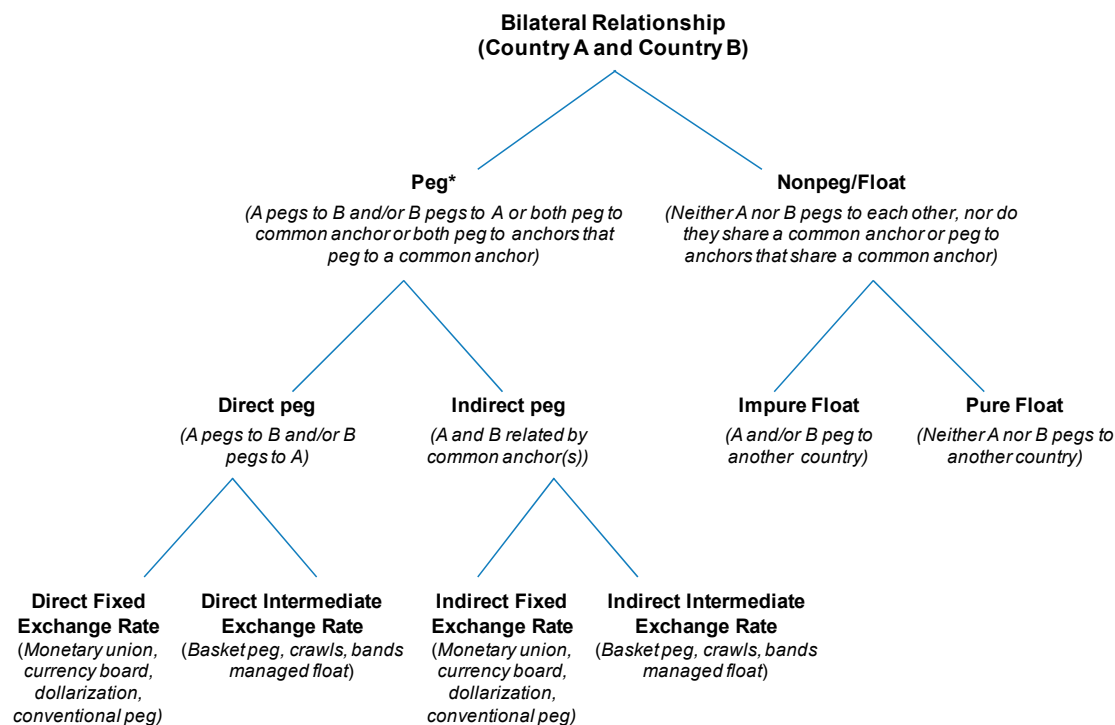 Bilateral Relationship
(Country A and Country B)
Peg*
(A pegs to B and/or B pegs to A or both peg to
common anchor or both peg to anchors that
peg to a common anchor)
Nonpeg/Float
(Neither A nor B pegs to each other, nor do
they share a common anchor or peg to
anchors that share a common anchor)
Direct peg
(A pegs to B and/or B
pegs to A)
Indirect peg
(A and B related by
common anchor(s))
Impure Float
(A and/or B peg to
another country)
Pure Float
(Neither A nor B pegs to
another country)
Direct Fixed
Exchange Rate
(Monetary union,
currency board,
dollarization,
conventional peg)
Direct Intermediate
Exchange Rate
(Basket peg, crawls, bands
managed float)
Indirect Fixed
Exchange Rate
(Monetary union,
currency board,
dollarization,
conventional peg)
Indirect Intermediate
Exchange Rate
(Basket peg, crawls, bands
managed float)